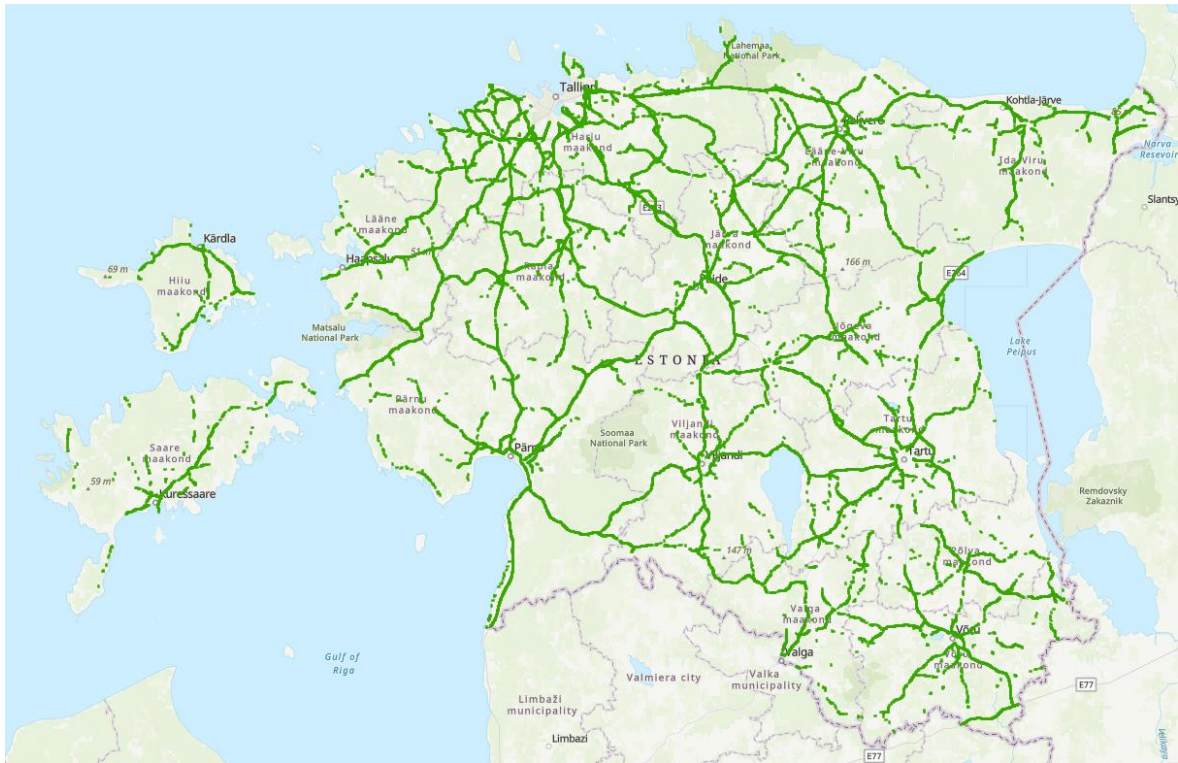 Lahemaa
National Park
Tallinn
Kohtla-Järve
Rakvere
Harju
maakond
Lääne-Viru
maakond
Ida-Viru
maakond
Narva
Resevoir
Slantsy
Lääne
maakond
Kärdla
Haapsalu
69 m
Hiiu
maakond
Rapla
maakond
Järva
maakond
Paide
166 m
E264
Matsalu
National Park
Jõgeva
maakond
Lake
Peipus
ESTONIA
Pärnu
maakond
Saare
maakond
Soomaa
National Park
Viljandi
maakond
Tartu
maakond
Pärnu
Viljandi
Tartu
59 m
Kuressaare
Remdovsky
Zakaznik
147 m
Põlva
maakond
Valga
maakond
Võru
Võru
maakond
Gulf of
Riga
Valga
Valmiera city
Valka
municipality
Limbaži
municipality
E77
Limbazi
E77